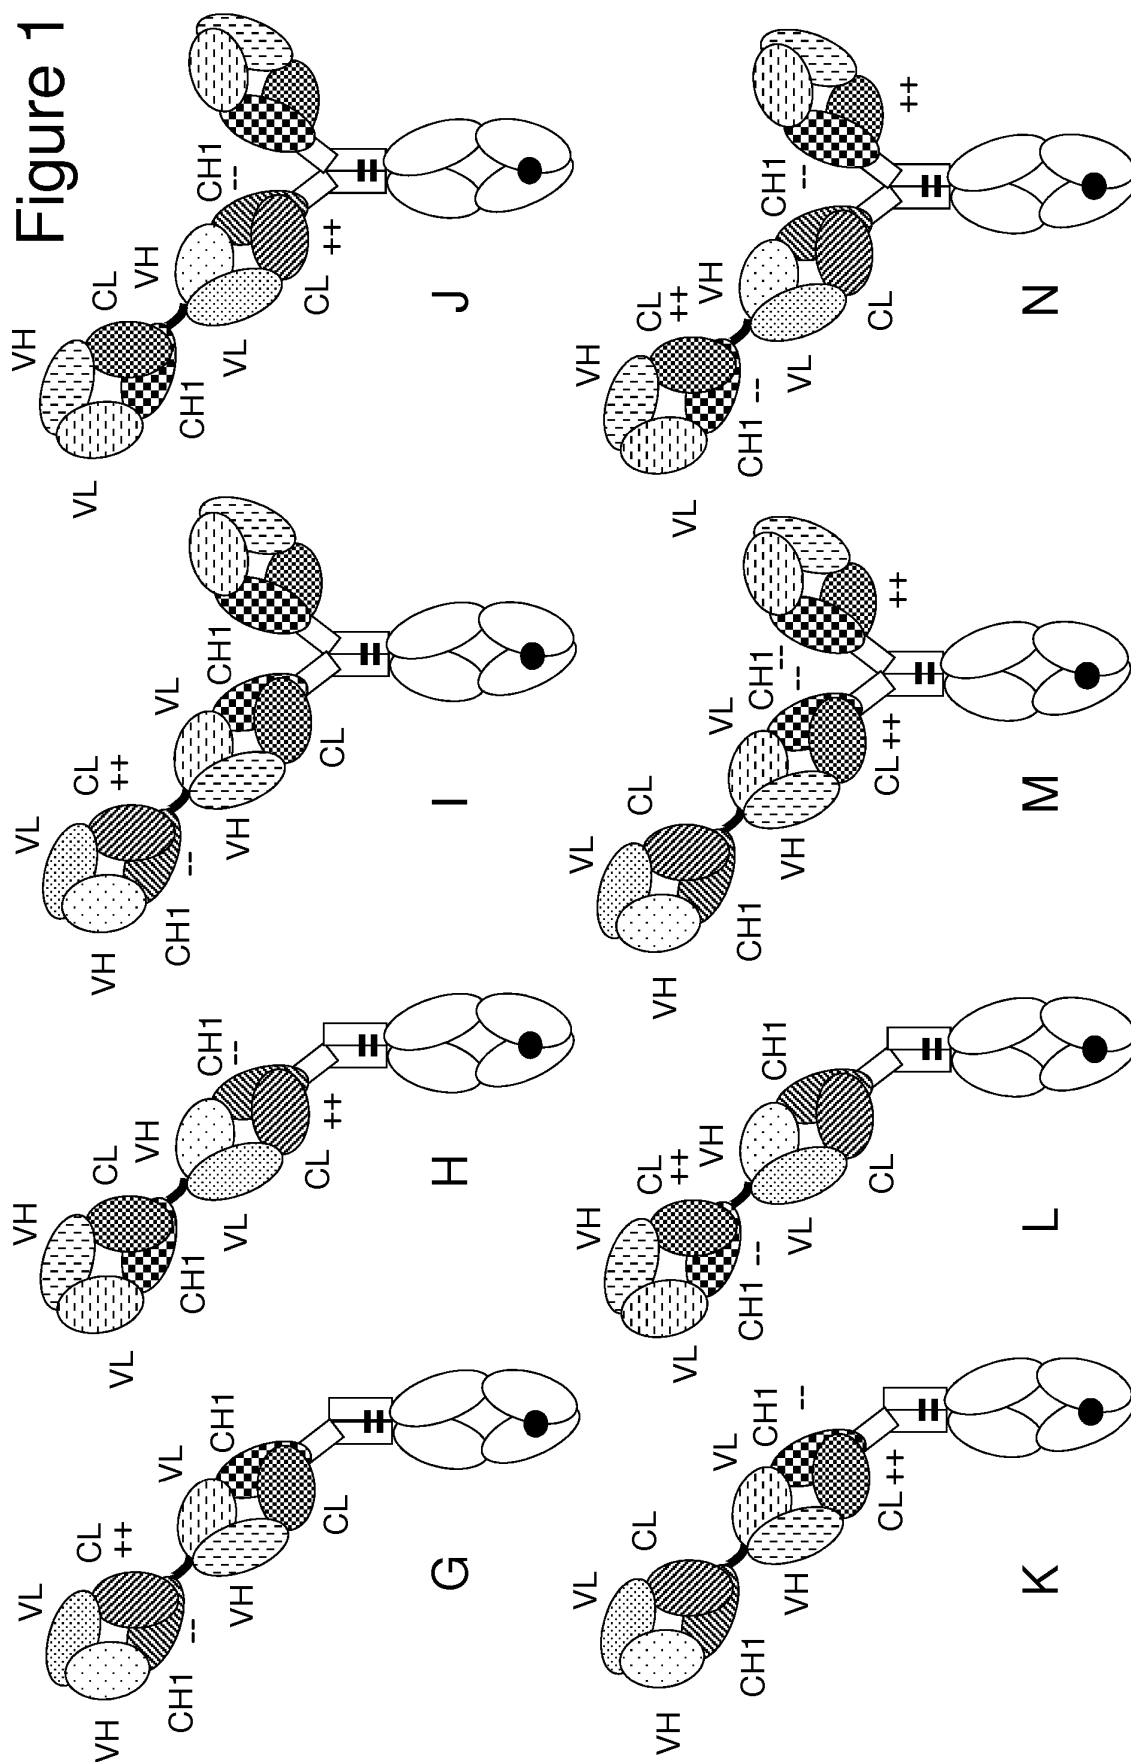 Figure 1
VH
CL
VH
VL
CH1
VL
CL
CH1
--
++
J
VL
CL
++
VL
VH
CH1
--
VH
CL
CH1
I
VH
CL
VH
VL
CH1
VL
CL
CH1
--
++
H
VL
CL
++
VL
VH
CH1
--
VH
CL
CH1
G
VH
CL
++
VH
VL
CH1
--
VL
CL
CH1
--
++
N
VL
CL
VL
VH
CH1
VH
CL
++
CH1
--
--
++
M
VH
CL
++
VH
VL
CH1
--
VL
CL
CH1
L
VL
CL
VL
VH
CH1
VH
CL
++
CH1
--
K